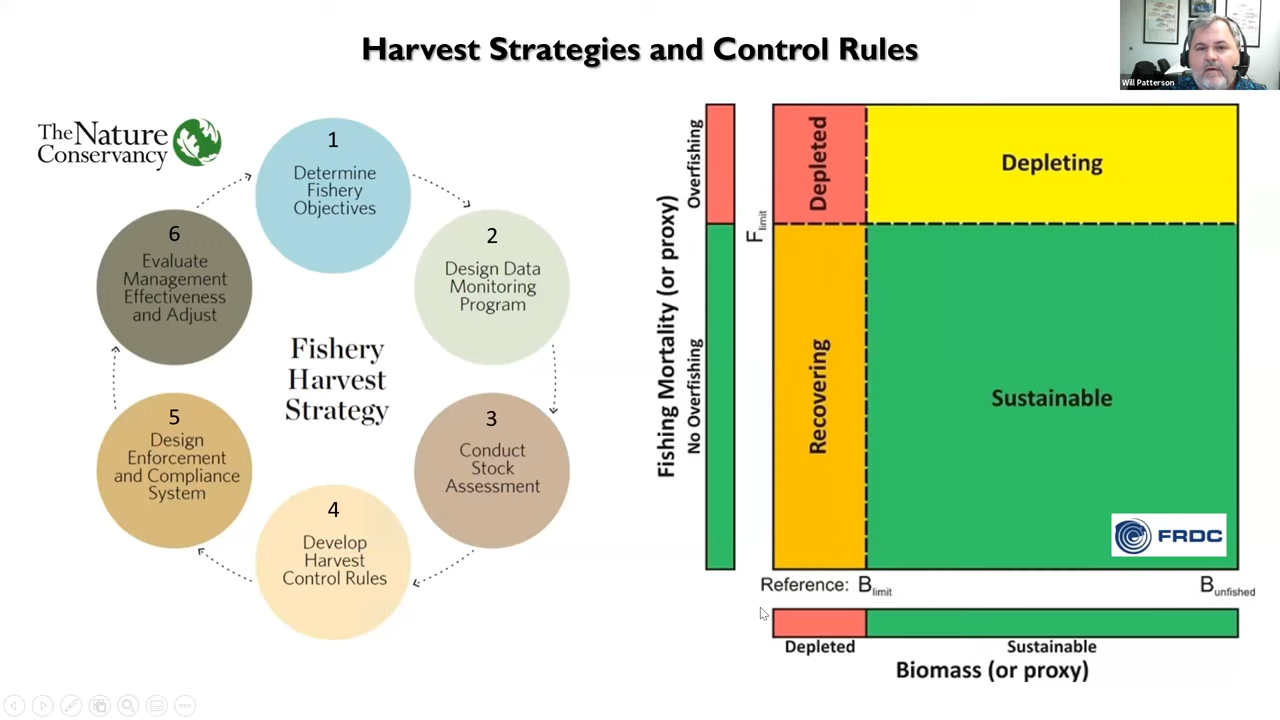 Harvest Strategies and Control Rules
Will Patterson
The Nature
Conservancy
1
Determine
Fishery
Objectives
2
Design Data
Monitoring
Program
3
Conduct
Stock
Assessment
4
Develop
Harvest
Control Rules
5
Design
Enforcement
and Compliance
System
6
Evaluate
Management
Effectiveness
and Adjust
Fishery
Harvest
Strategy
Fishing Mortality (or proxy)
Overfishing
No Overfishing
F limit
Depleted
Depleting
Recovering
Sustainable
FRDC
Reference: B limit
B unfished
Depleted
Sustainable
Biomass (or proxy)